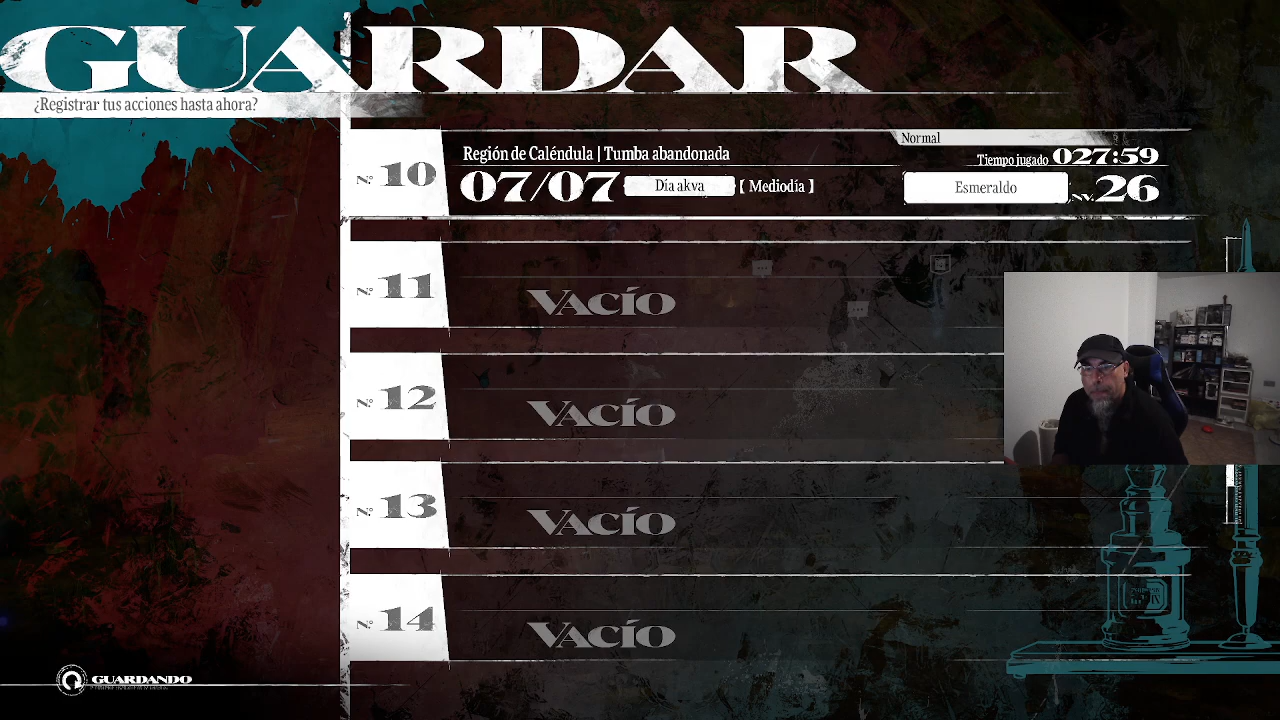 GUARDAR
¿Registrar tus acciones hasta ahora?
Nº 10
Región de Caléndula | Tumba abandonada
Normal
Tiempo jugado 027:59
07/07 Día akva [ Mediodía ]
Esmeraldo
Nv. 26
Nº 11
VACÍO
Nº 12
VACÍO
Nº 13
VACÍO
Nº 14
VACÍO
GUARDANDO